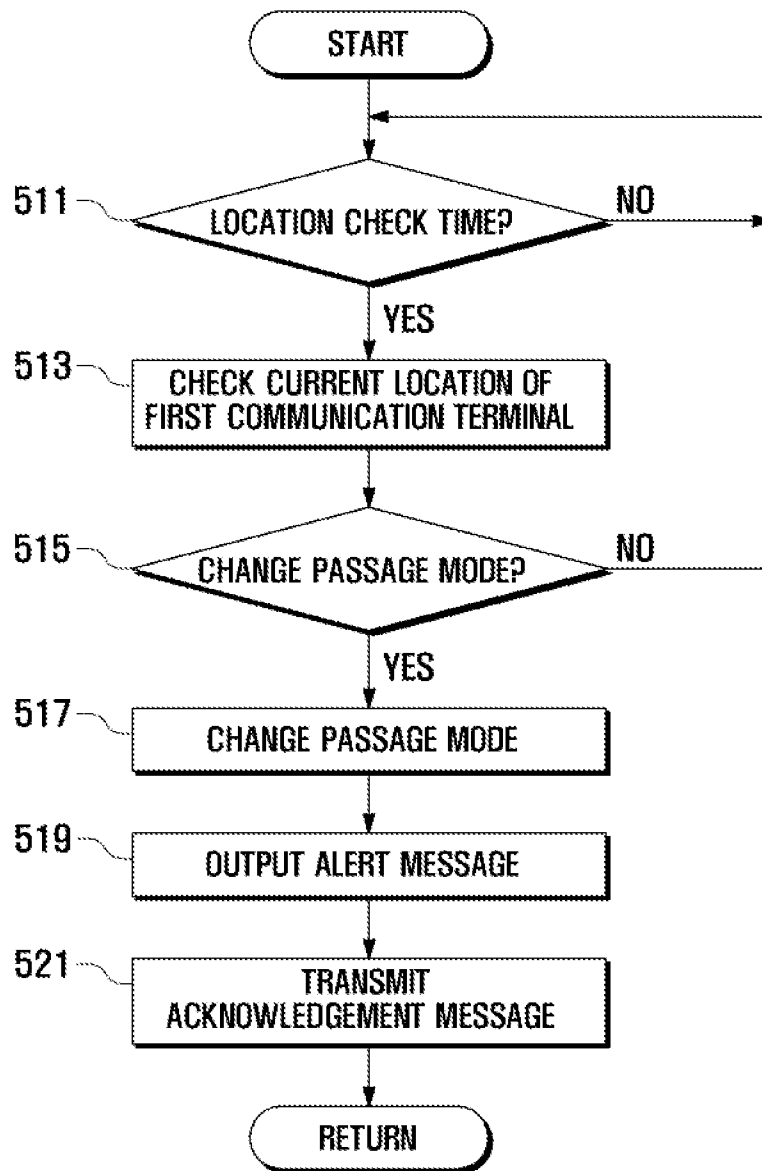 START
511
LOCATION CHECK TIME?
NO
YES
513
CHECK CURRENT LOCATION OF
FIRST COMMUNICATION TERMINAL
515
CHANGE PASSAGE MODE?
NO
YES
517
CHANGE PASSAGE MODE
519
OUTPUT ALERT MESSAGE
521
TRANSMIT
ACKNOWLEDGEMENT MESSAGE
RETURN